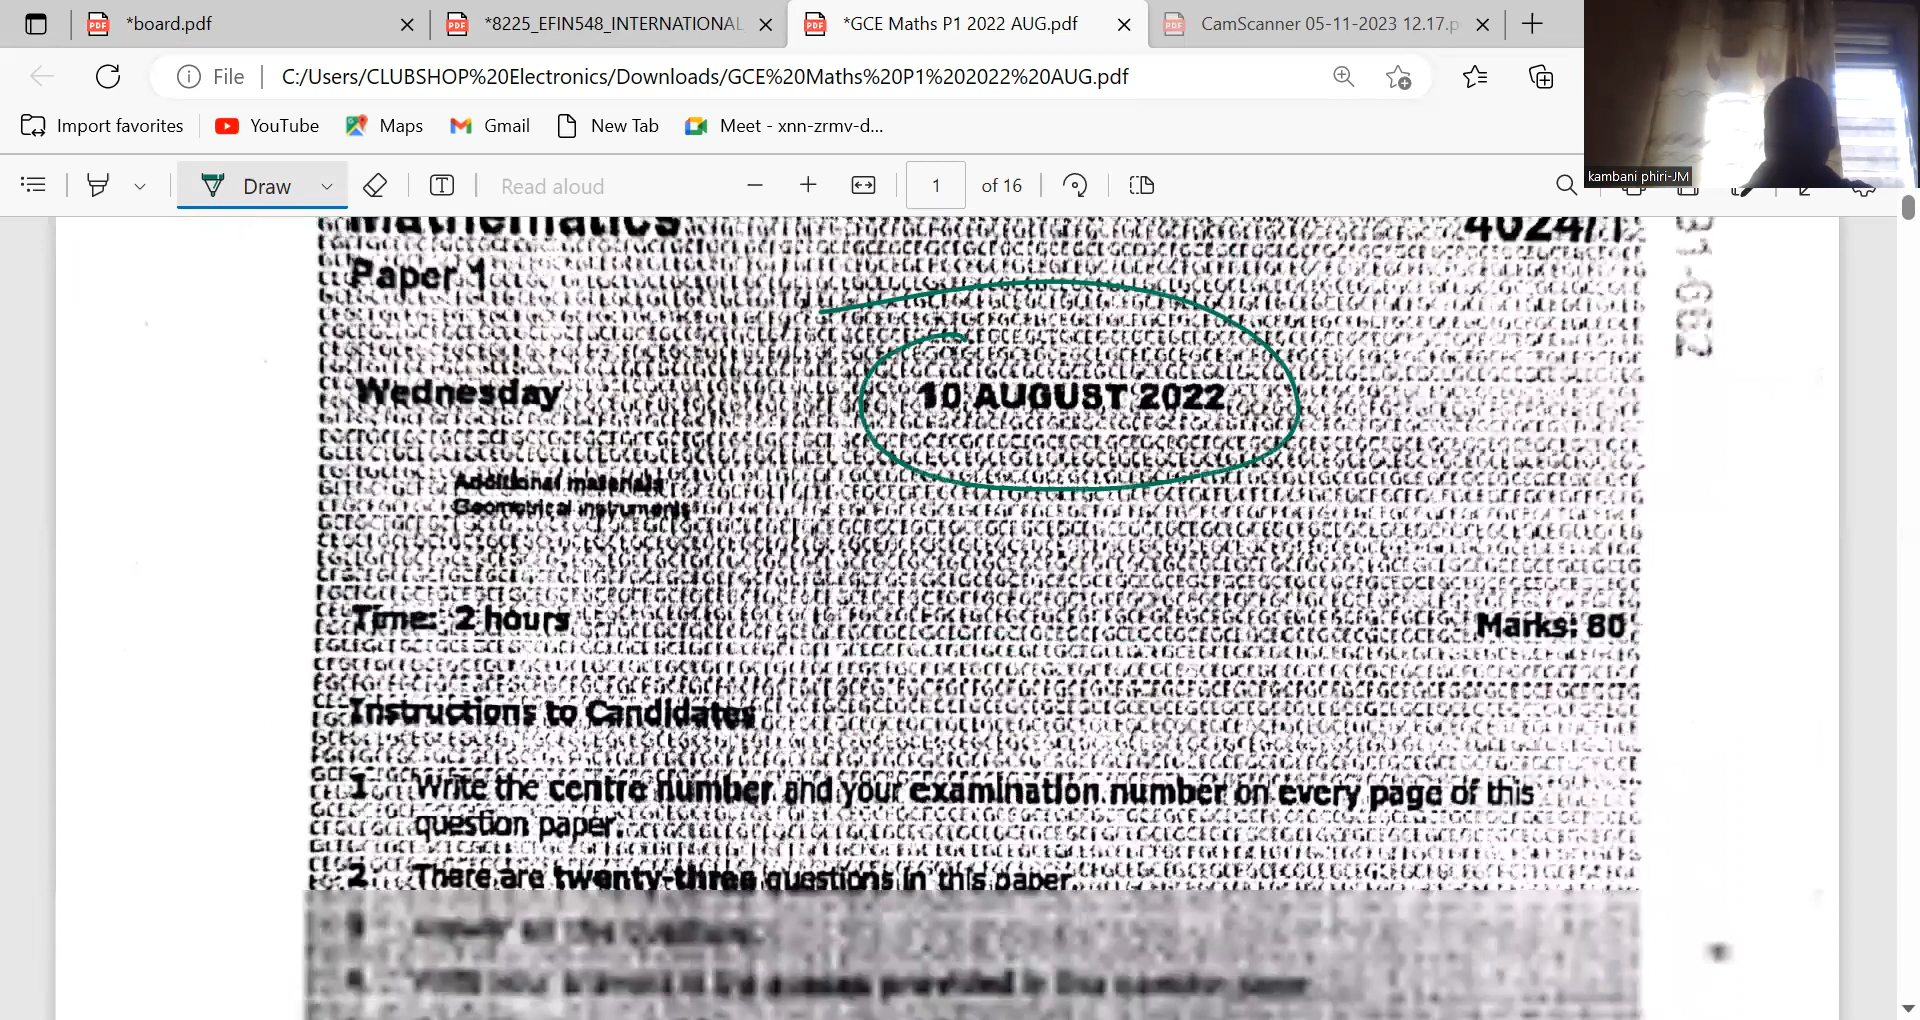 *board.pdf
*8225_EFIN548_INTERNATIONAL
*GCE Maths P1 2022 AUG.pdf
CamScanner 05-11-2023 12.17.p
File
C:/Users/CLUBSHOP%20Electronics/Downloads/GCE%20Maths%20P1%202022%20AUG.pdf
Import favorites
YouTube
Maps
Gmail
New Tab
Meet - xnn-zrmv-d...
kambani phiri-JM
Draw
Read aloud
1
of 16
Mathematics
4024/1
Paper 1
Wednesday
10 AUGUST 2022
Additional materials
Geometrical instruments
Time: 2 hours
Marks: 80
Instructions to Candidates
1 Write the centre number and your examination number on every page of this
question paper.
2 There are twenty-three questions in this paper.